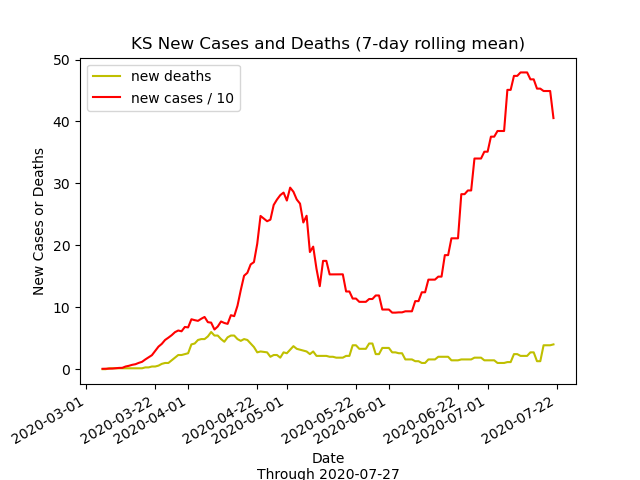 KS New Cases and Deaths (7-day rolling mean)
new deaths
new cases / 10
50
40
30
20
10
0
New Cases or Deaths
2020-03-01
2020-03-22
2020-04-01
2020-04-22
2020-05-01
2020-05-22
2020-06-01
2020-06-22
2020-07-01
2020-07-22
Date
Through 2020-07-27